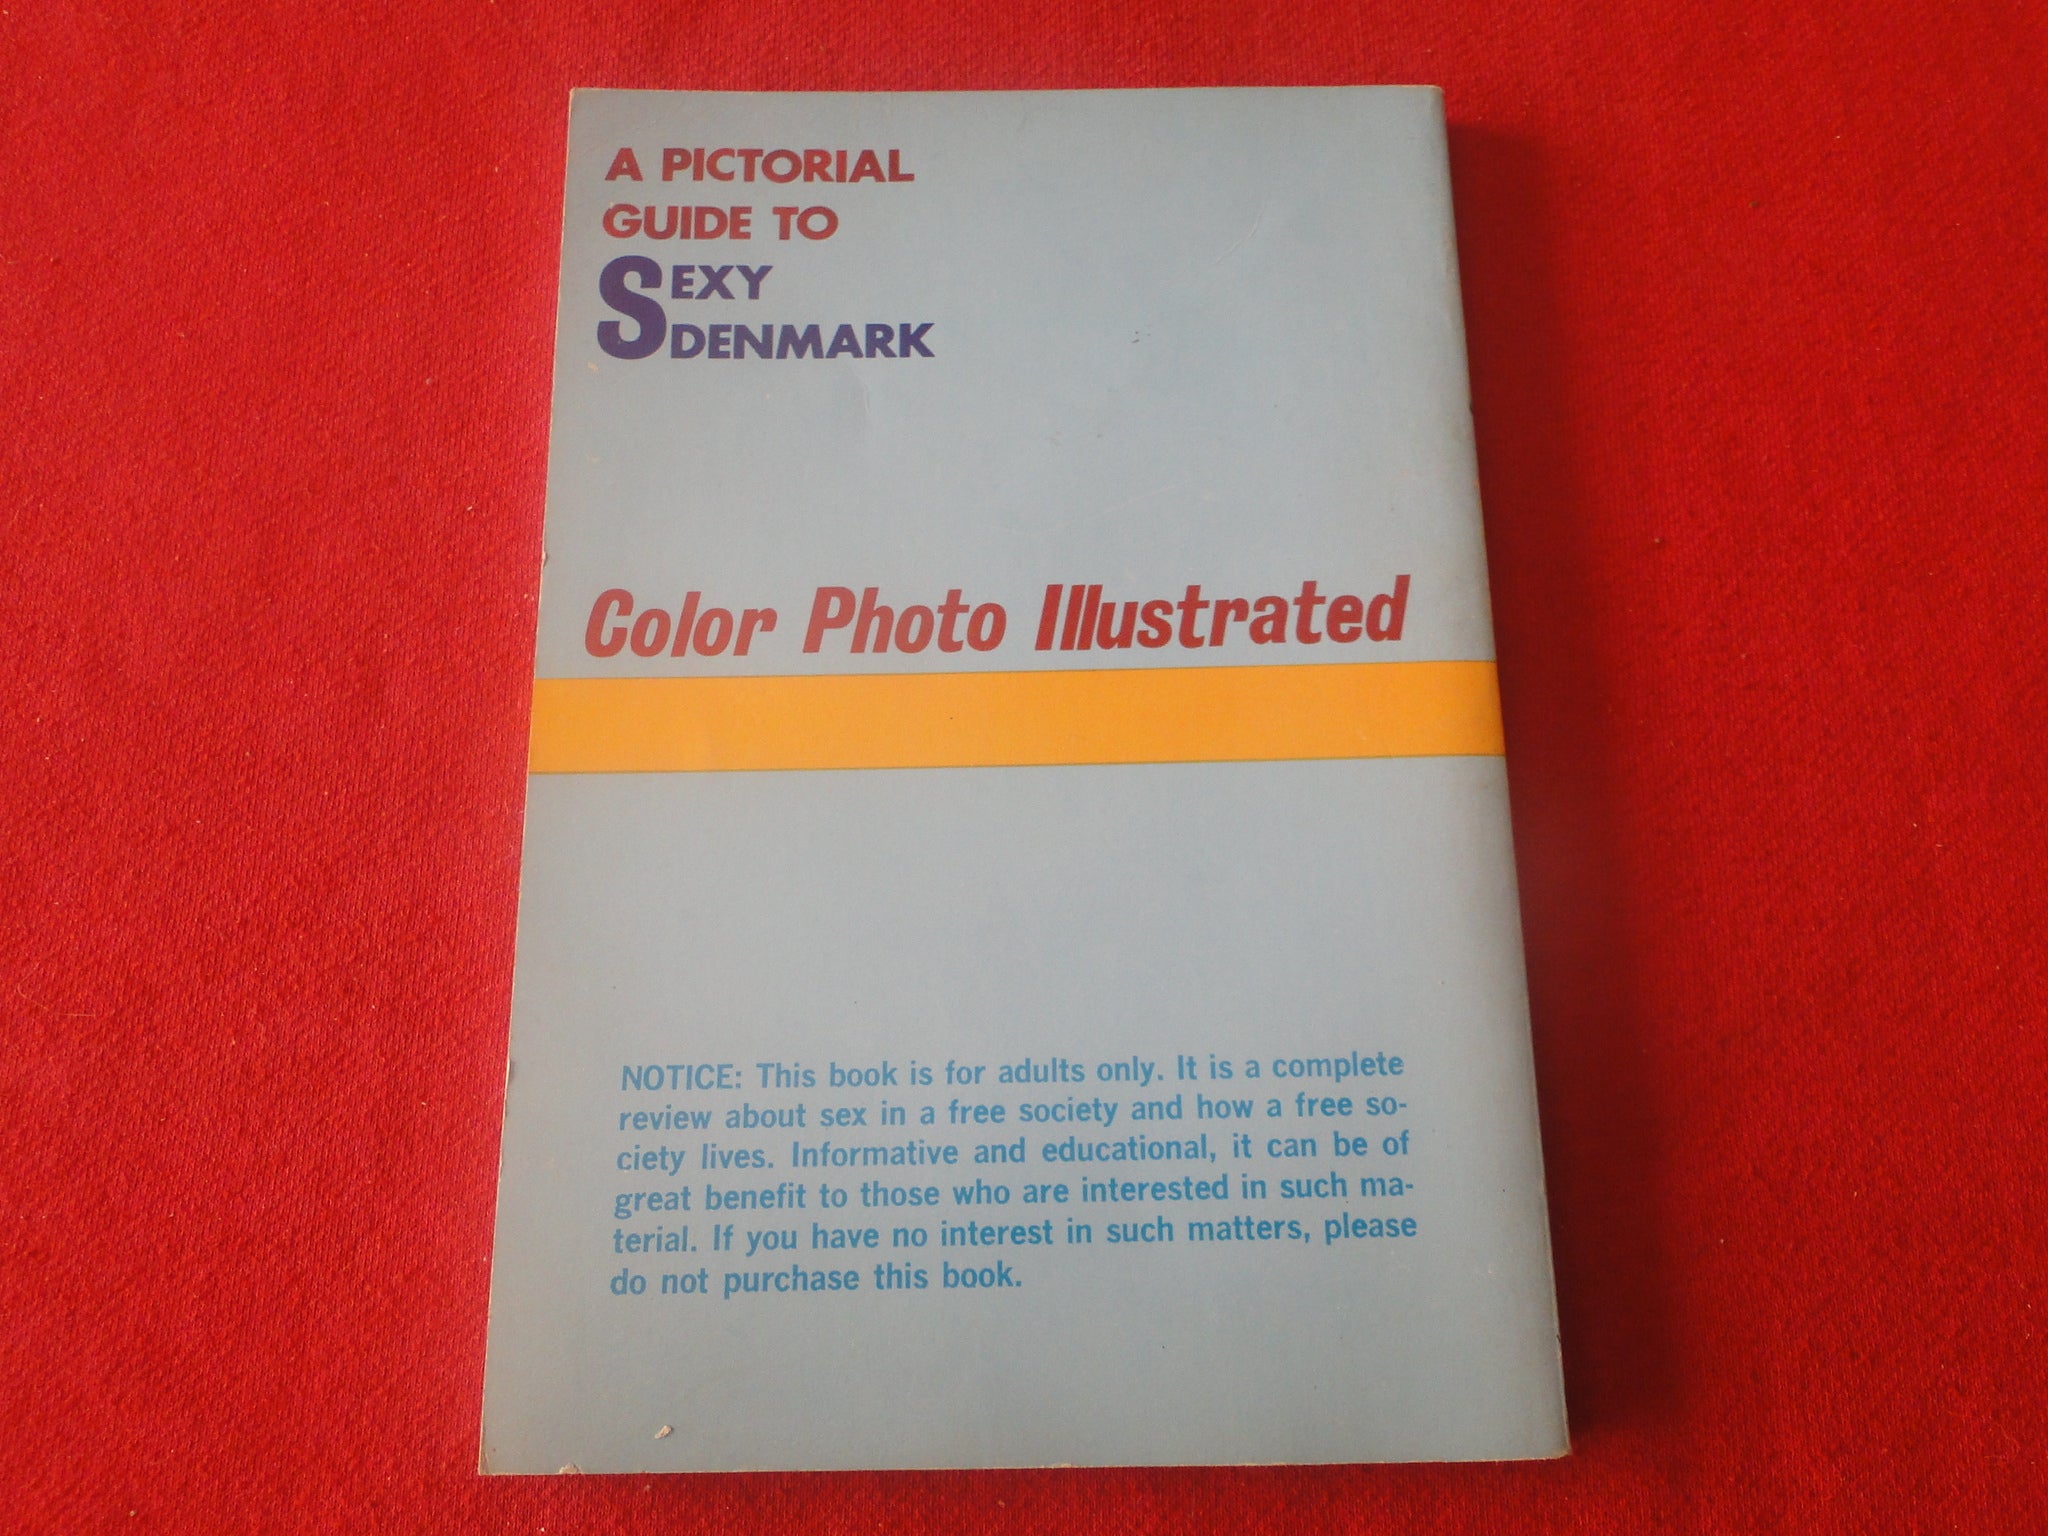 A PICTORIAL
GUIDE TO
SEXY
DENMARK
Color Photo Illustrated
NOTICE: This book is for adults only. It is a complete
review about sex in a free society and how a free so-
ciety lives. Informative and educational, it can be of
great benefit to those who are interested in such ma-
terial. If you have no interest in such matters, please
do not purchase this book.